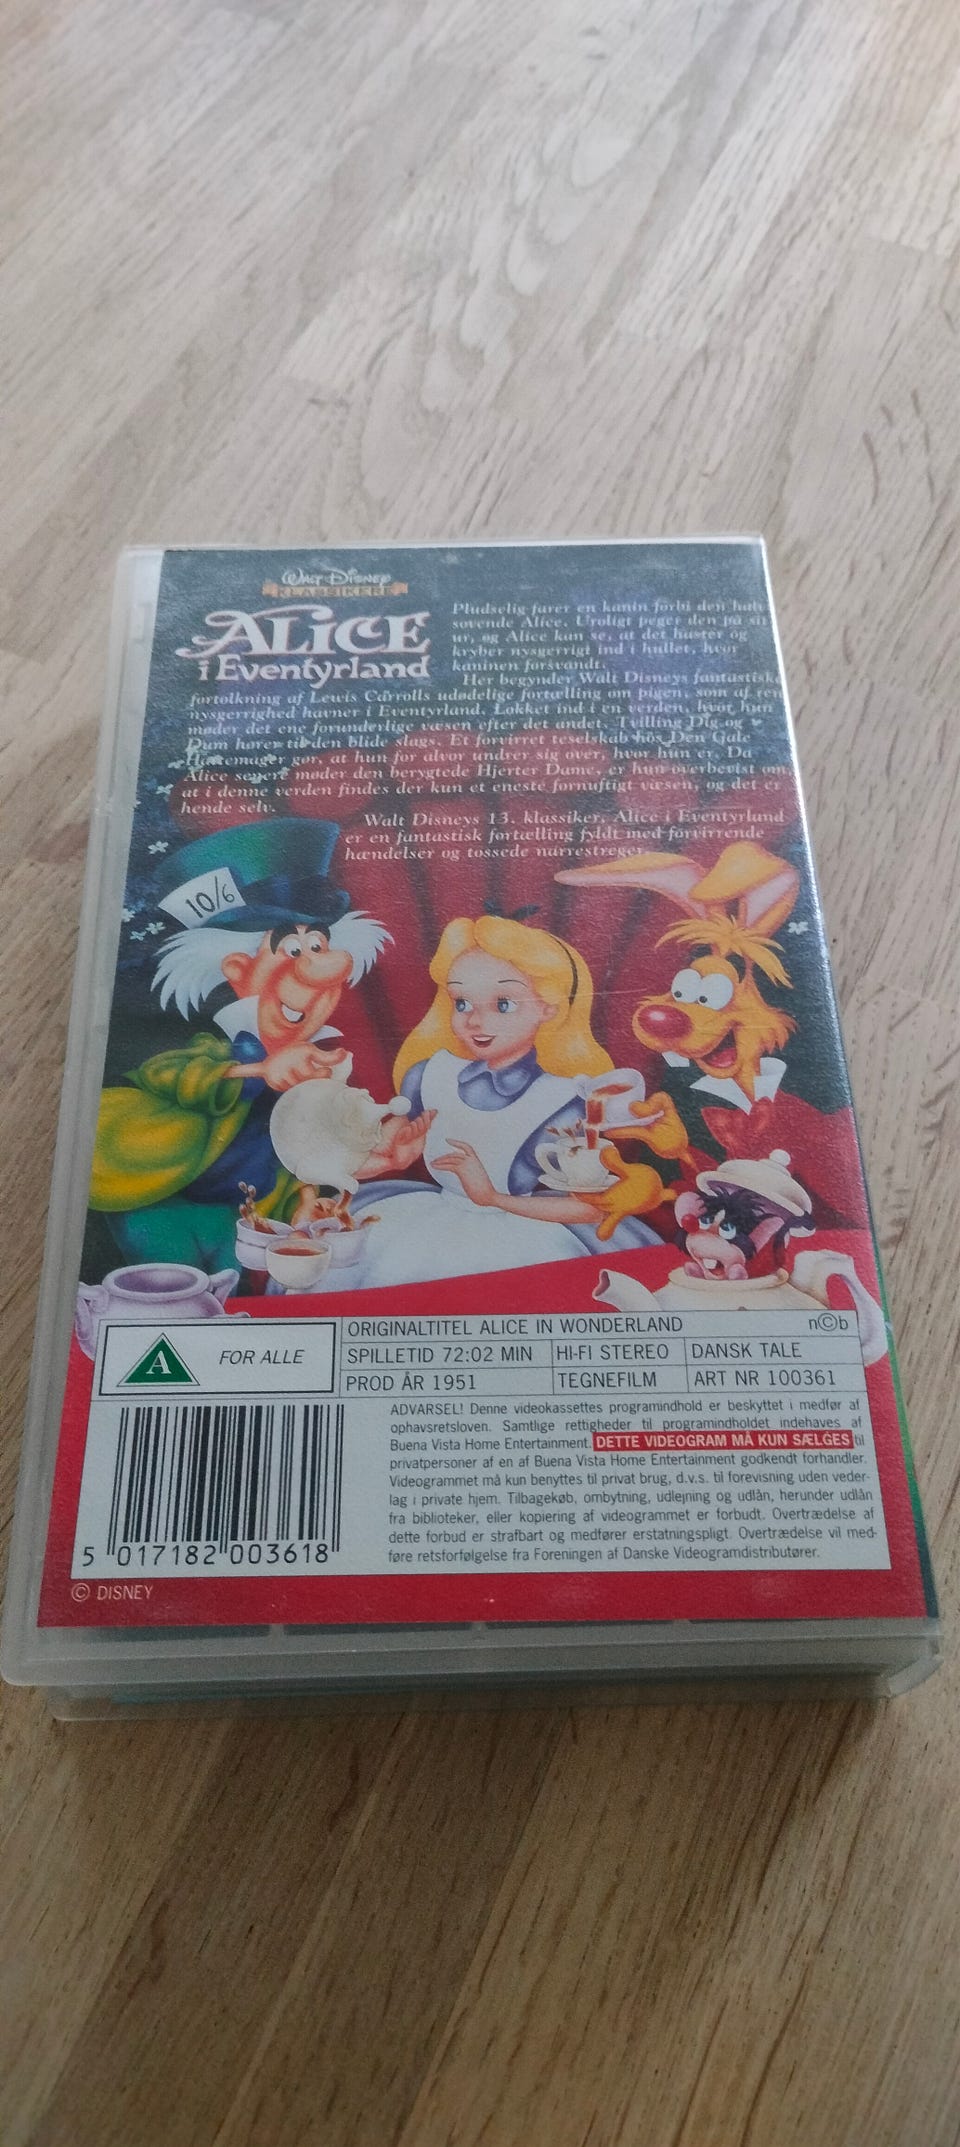 WALT DISNEY
KLASSIKERE
ALICE
i Eventyrland
Pludselig farer en kanin forbi den halv
sovende Alice. Uroligt peger den på sit
ur, og Alice kan se, at det haster og
kryber nysgerrigt ind i hullet, hvor
kaninen forsvandt.
Her begynder Walt Disneys fantastiske
fortolkning af Lewis Carrolls udødelige fortælling om pigen, som af ren
nysgerrighed havner i Eventyrland. Lokket ind i en verden, hvor hun
møder det ene forunderlige væsen efter det andet. Tvilling Dig og
Dum hører til den blide slags. Et forvirret teselskab hos Den Gale
Hattemager gør, at hun for alvor undrer sig over, hvor hun er. Da
Alice senere møder den berygtede Hjerter Dame, er hun overbevist om,
at i denne verden findes der kun et eneste fornuftigt væsen, og det er
hende selv.
Walt Disneys 13. klassiker, Alice i Eventyrland
er en fantastisk fortælling fyldt med forvirrende
hændelser og tossede narrestreger.
10/6
A
FOR ALLE
ORIGINALTITEL ALICE IN WONDERLAND
n©b
SPILLETID 72:02 MIN HI-FI STEREO DANSK TALE
PROD ÅR 1951 TEGNEFILM ART NR 100361
ADVARSEL! Denne videokassettes programindhold er beskyttet i medfør af
ophavsretsloven. Samtlige rettigheder til programindholdet indehaves af
Buena Vista Home Entertainment. DETTE VIDEOGRAM MÅ KUN SÆLGES til
privatpersoner af en af Buena Vista Home Entertainment godkendt forhandler.
Videogrammet må kun benyttes til privat brug, d.v.s. til forevisning uden veder-
lag i private hjem. Tilbagekøb, ombytning, udlejning og udlån, herunder udlån
fra biblioteker, eller kopiering af videogrammet er forbudt. Overtrædelse af
dette forbud er strafbart og medfører erstatningspligt. Overtrædelse vil med-
føre retsforfølgelse fra Foreningen af Danske Videogramdistributører.
5 017182 003618
© DISNEY